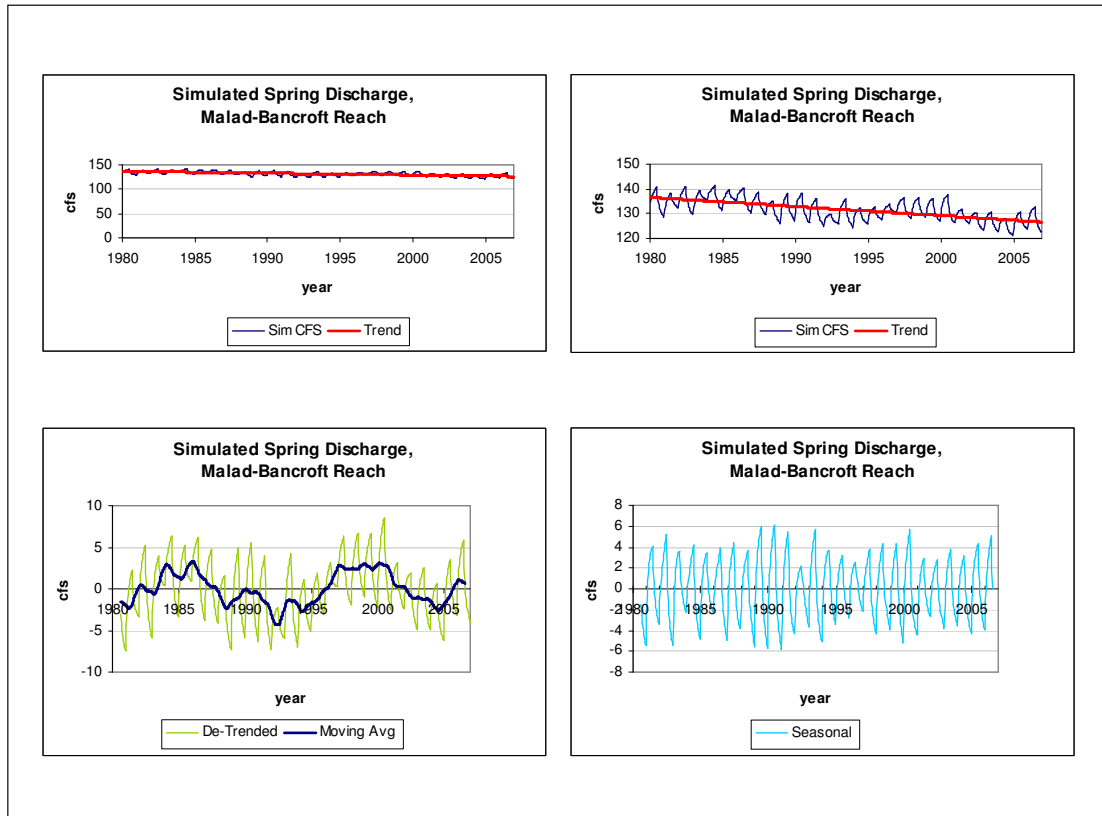 Simulated Spring Discharge,
Malad-Bancroft Reach
150
100
50
0
cfs
1980 1985 1990 1995 2000 2005
year
Sim CFS Trend
Simulated Spring Discharge,
Malad-Bancroft Reach
150
140
130
120
cfs
1980 1985 1990 1995 2000 2005
year
Sim CFS Trend
Simulated Spring Discharge,
Malad-Bancroft Reach
10
5
0
-5
-10
cfs
1980 1985 1990 1995 2000 2005
year
De-Trended Moving Avg
Simulated Spring Discharge,
Malad-Bancroft Reach
8
6
4
2
0
-2
-4
-6
-8
cfs
1980 1985 1990 1995 2000 2005
year
Seasonal